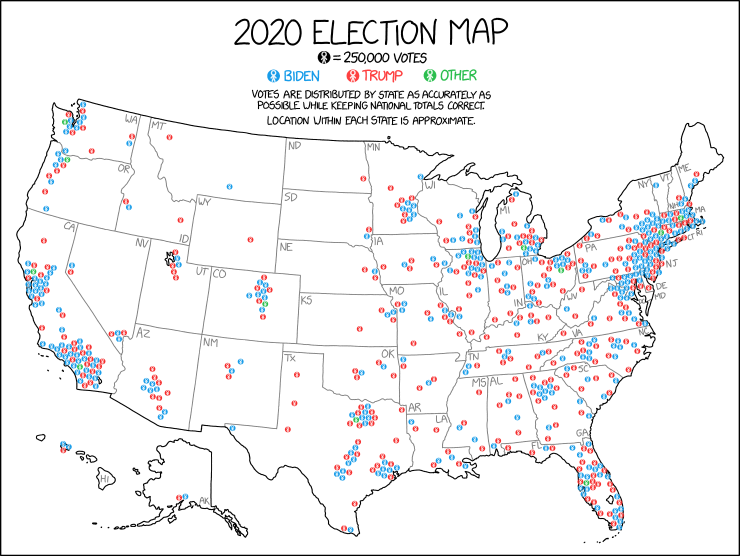 2020 ELECTION MAP
= 250,000 VOTES
BIDEN TRUMP OTHER
VOTES ARE DISTRIBUTED BY STATE AS ACCURATELY AS
POSSIBLE WHILE KEEPING NATIONAL TOTALS CORRECT.
LOCATION WITHIN EACH STATE IS APPROXIMATE.
WA
MT
ND
MN
OR
ID
WY
SD
WI
MI
NY
VT
ME
NH
MA
CT
RI
CA
NV
UT
CO
NE
IA
IL
IN
OH
PA
NJ
DE
MD
WV
VA
KY
KS
MO
AZ
NM
TX
OK
AR
TN
NC
SC
MS
AL
GA
LA
FL
HI
AK